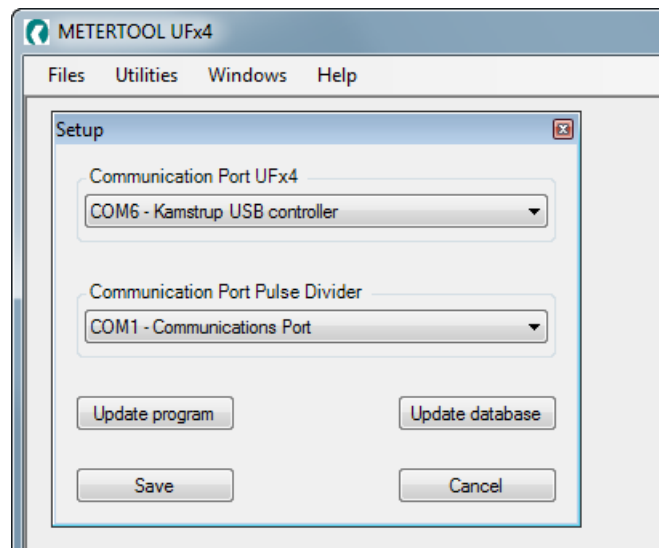 METERTOOL UFx4
Files Utilities Windows Help
Setup
Communication Port UFx4
COM6 - Kamstrup USB controller
Communication Port Pulse Divider
COM1 - Communications Port
Update program Update database
Save Cancel